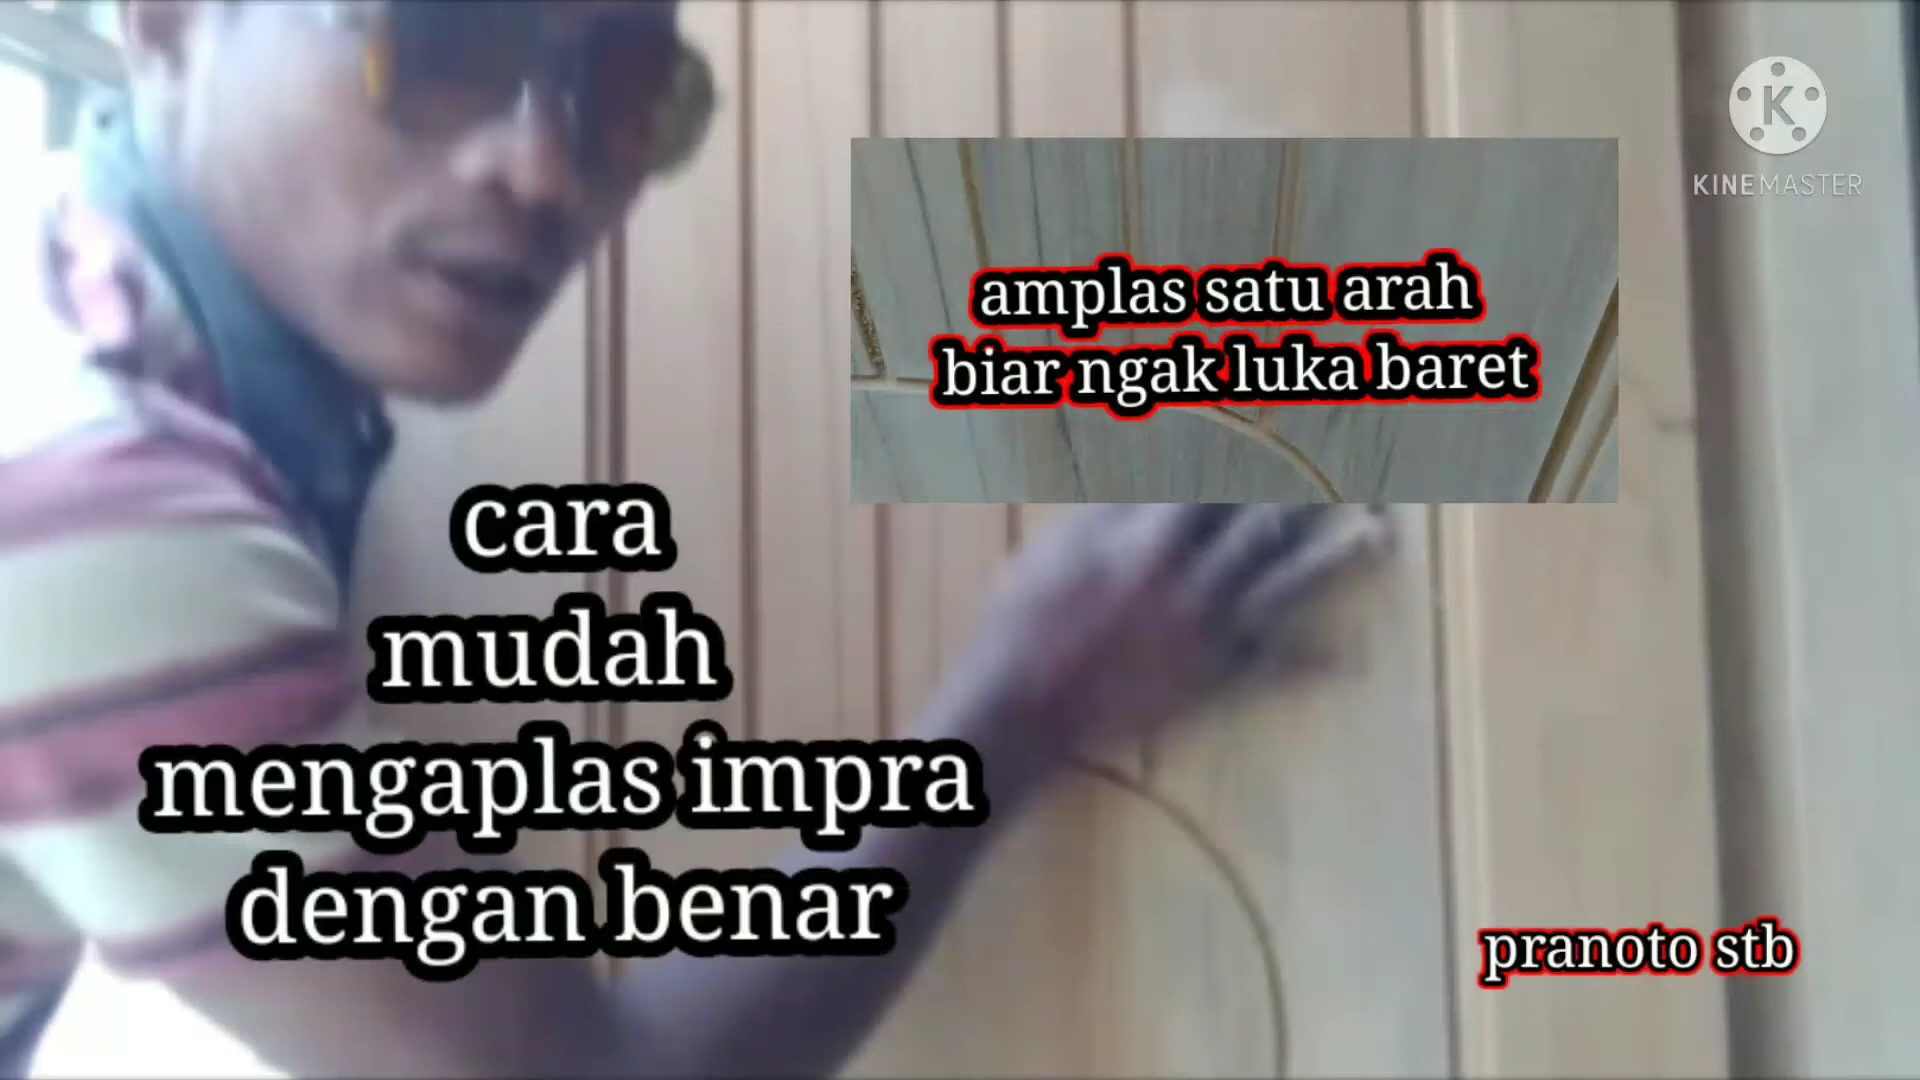 KINEMASTER
amplas satu arah
biar ngak luka baret
cara
mudah
mengaplas impra
dengan benar
pranoto stb